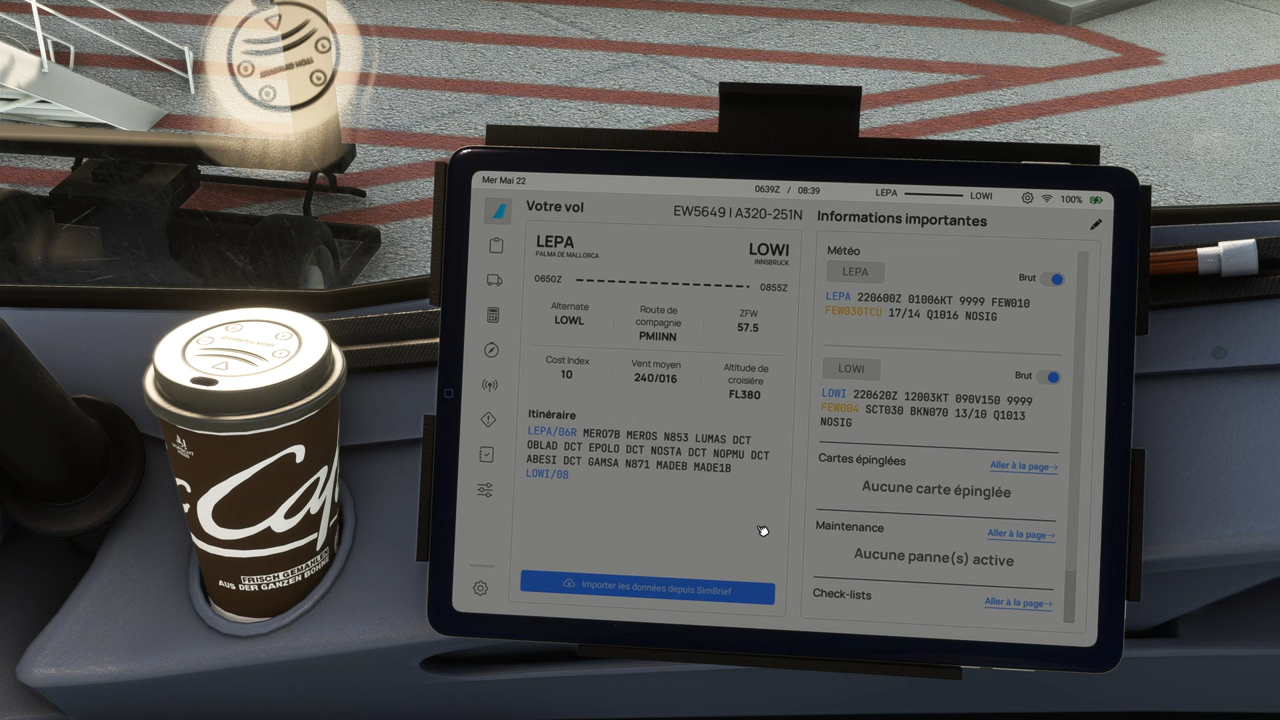 Mer Mai 22
0639Z / 08:39
LEPA LOWI
100%
Votre vol
EW5649 | A320-251N
LEPA
LOWI
PALMA DE MALLORCA
INNSBRUCK
0650Z
0855Z
Alternate
LOWL
Route de
compagnie
PMIINN
ZFW
57.5
Cost Index
10
Vent moyen
240/016
Altitude de
croisière
FL380
Itinéraire
LEPA/06R MERO7B MEROS N853 LUMAS DCT
OBLAD DCT EPOLO DCT NOSTA DCT NOPMU DCT
ABESI DCT GAMSA N871 MADEB MADE1B
LOWI/08
Importer les données depuis SimBrief
Informations importantes
Météo
LEPA
Brut
LEPA 220600Z 01006KT 9999 FEW010
FEW030TCU 17/14 Q1016 NOSIG
LOWI
Brut
LOWI 220620Z 12003KT 090V150 9999
FEW004 SCT030 BKN070 13/10 Q1013
NOSIG
Cartes épinglées
Aller à la page→
Aucune carte épinglée
Maintenance
Aller à la page→
Aucune panne(s) active
Check-lists
Aller à la page→
FRISCH GEMAHLEN
AUS DER GANZEN BOHNE